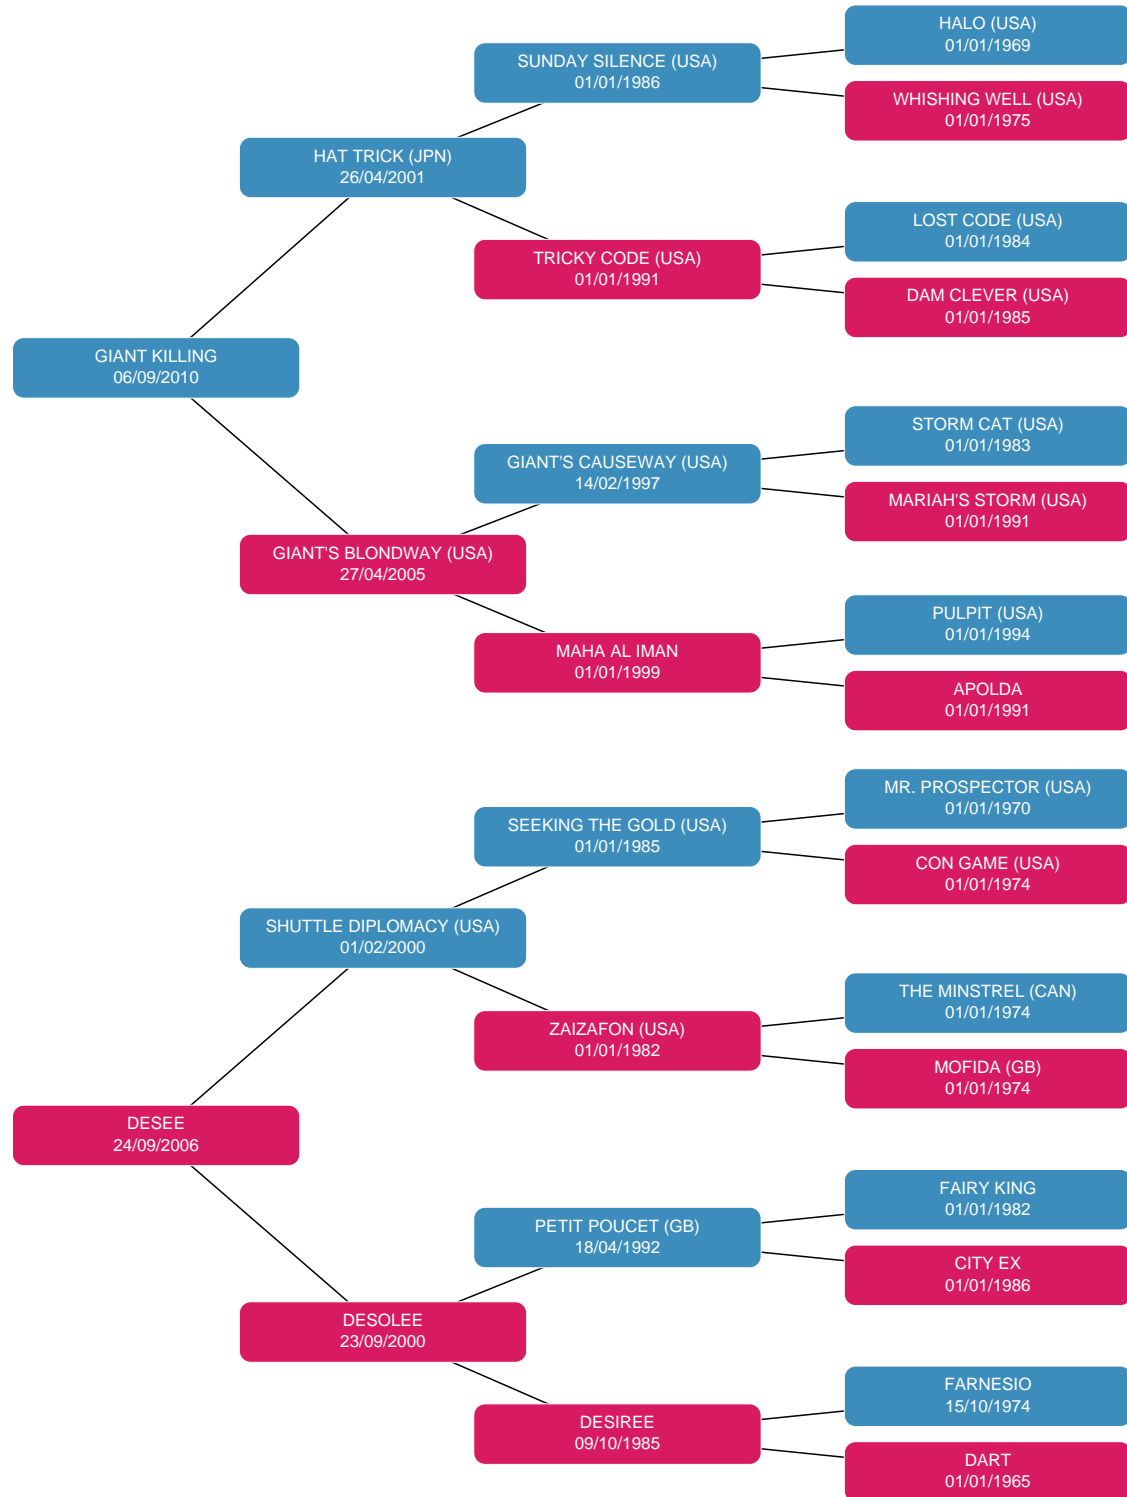 HALO (USA)
01/01/1969
SUNDAY SILENCE (USA)
01/01/1986
WHISHING WELL (USA)
01/01/1975
HAT TRICK (JPN)
26/04/2001
LOST CODE (USA)
01/01/1984
TRICKY CODE (USA)
01/01/1991
DAM CLEVER (USA)
01/01/1985
GIANT KILLING
06/09/2010
STORM CAT (USA)
01/01/1983
GIANT'S CAUSEWAY (USA)
14/02/1997
MARIAH'S STORM (USA)
01/01/1991
GIANT'S BLONDWAY (USA)
27/04/2005
PULPIT (USA)
01/01/1994
MAHA AL IMAN
01/01/1999
APOLDA
01/01/1991
MR. PROSPECTOR (USA)
01/01/1970
SEEKING THE GOLD (USA)
01/01/1985
CON GAME (USA)
01/01/1974
SHUTTLE DIPLOMACY (USA)
01/02/2000
THE MINSTREL (CAN)
01/01/1974
ZAIZAFON (USA)
01/01/1982
MOFIDA (GB)
01/01/1974
DESEE
24/09/2006
FAIRY KING
01/01/1982
PETIT POUCET (GB)
18/04/1992
CITY EX
01/01/1986
DESOLEE
23/09/2000
FARNESIO
15/10/1974
DESIREE
09/10/1985
DART
01/01/1965